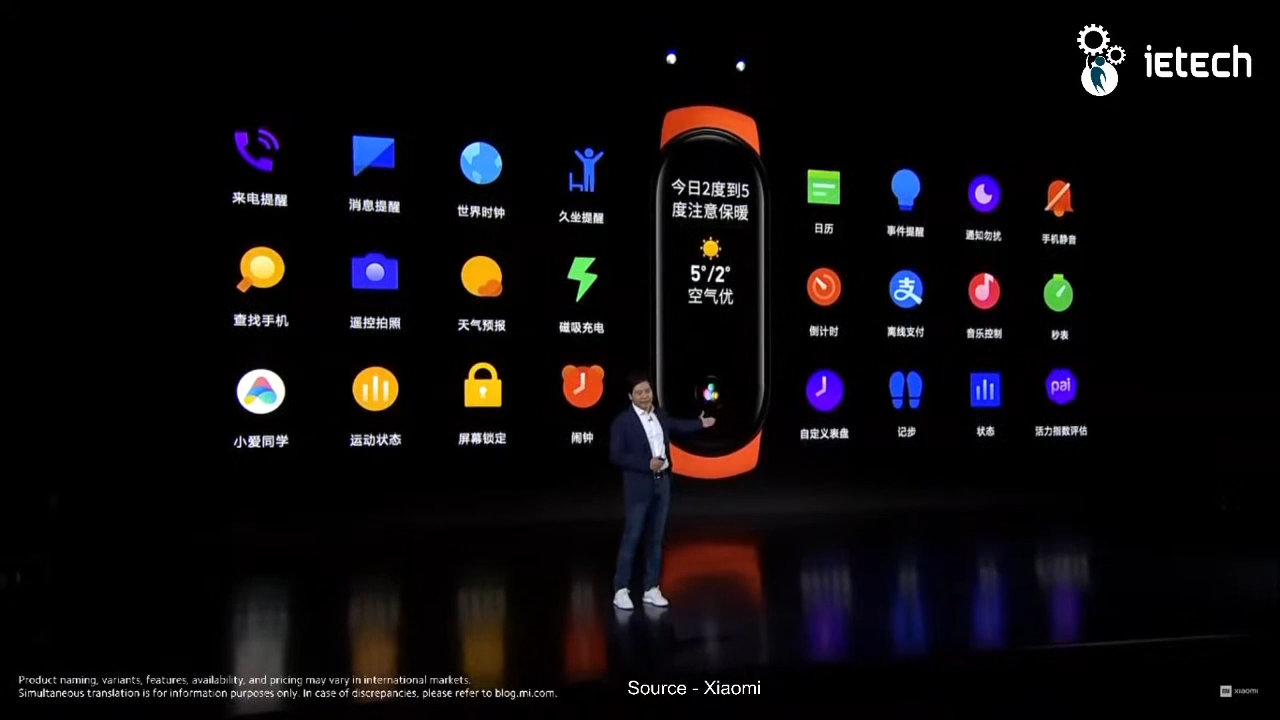 ietech
来电提醒
消息提醒
世界时钟
久坐提醒
查找手机
遥控拍照
天气预报
磁吸充电
小爱同学
运动状态
屏幕锁定
闹钟
今日2度到5
度注意保暖
5°/2°
空气优
日历
事件提醒
通知勿扰
手机静音
倒计时
支
离线支付
音乐控制
秒表
pai
自定义表盘
记步
状态
活力指数评估
Product naming, variants, features, availability, and pricing may vary in international markets.
Simultaneous translation is for information purposes only. In case of discrepancies, please refer to blog.mi.com.
Source - Xiaomi
mi xiaomi